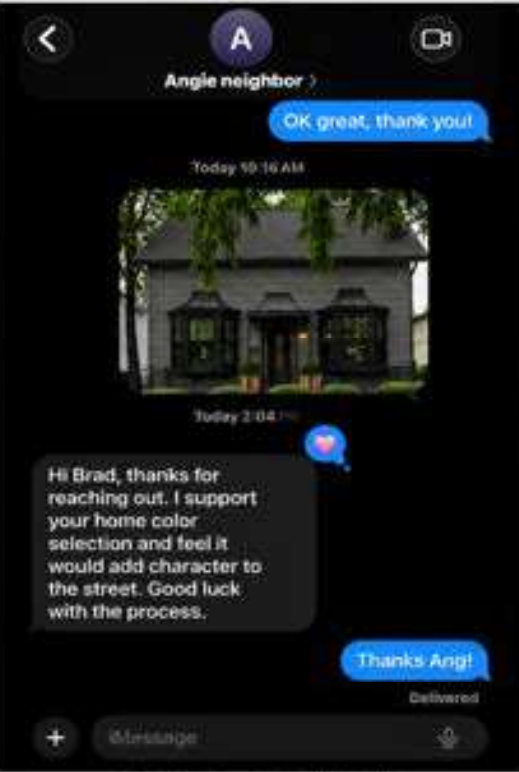 A
Angie neighbor >
OK great, thank you!
Today 10:16 AM
Today 2:04 PM
Hi Brad, thanks for
reaching out. I support
your home color
selection and feel it
would add character to
the street. Good luck
with the process.
Thanks Ang!
Delivered
iMessage